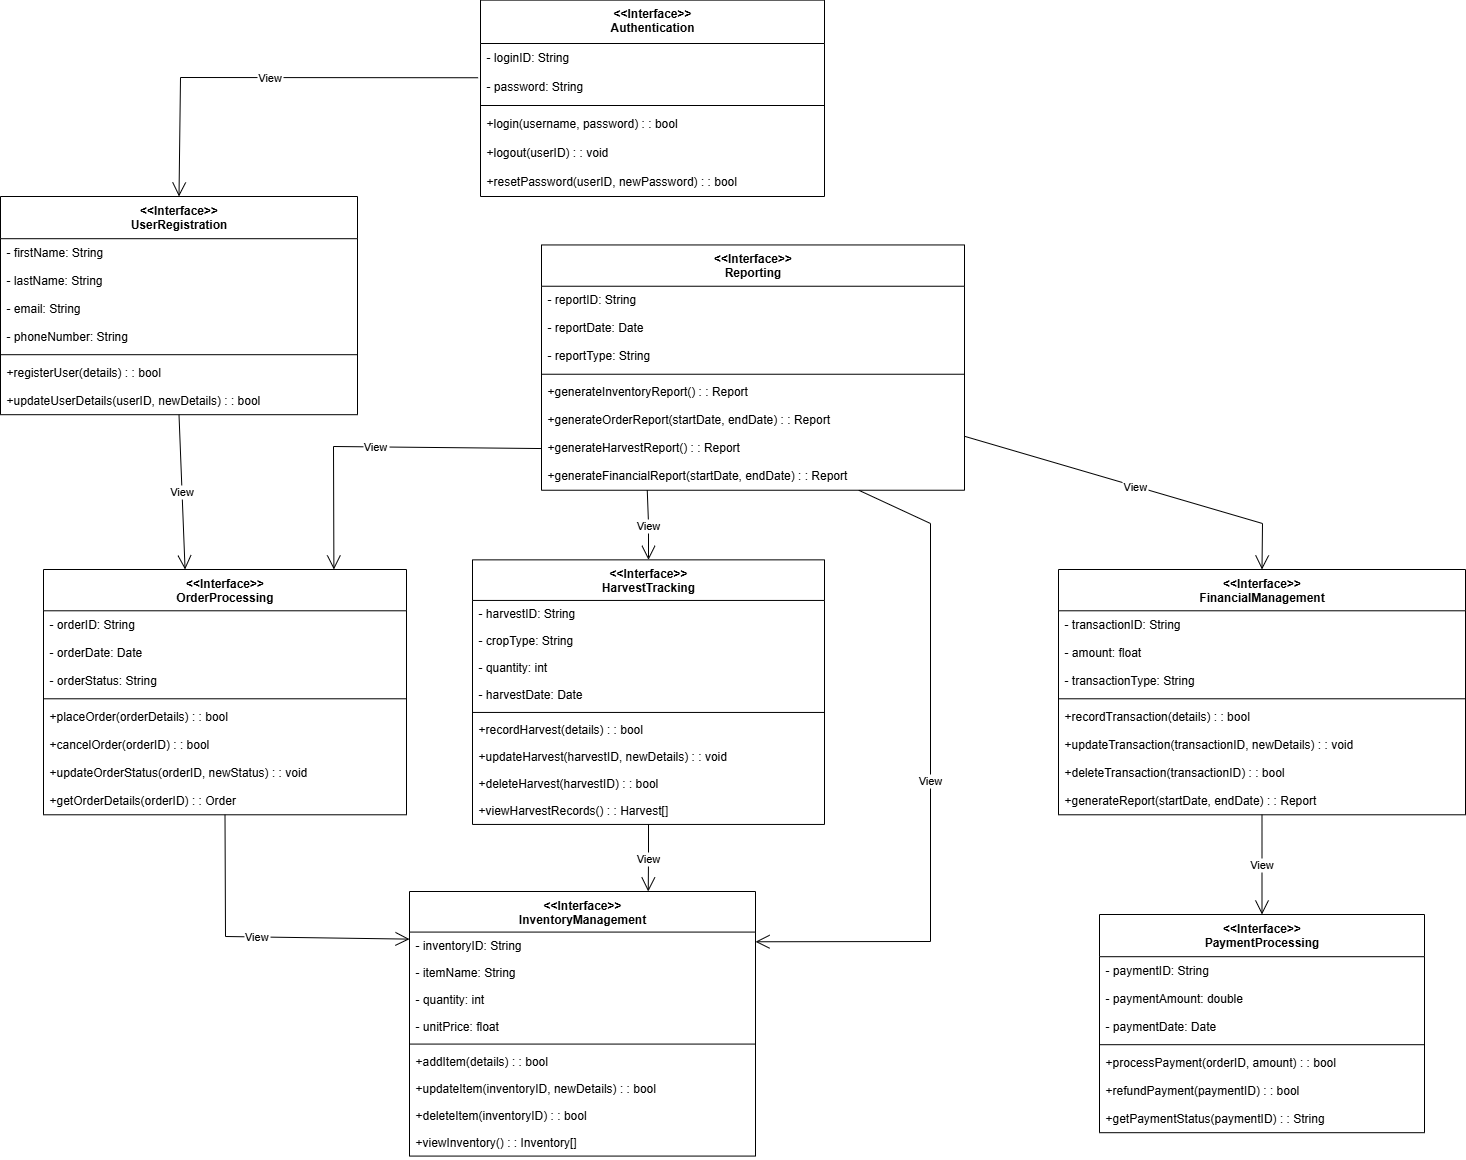 <<Interface>>
Authentication
- loginID: String
- password: String
+login(username, password) : : bool
+logout(userID) : : void
+resetPassword(userID, newPassword) : : bool
View
<<Interface>>
UserRegistration
- firstName: String
- lastName: String
- email: String
- phoneNumber: String
+registerUser(details) : : bool
+updateUserDetails(userID, newDetails) : : bool
<<Interface>>
Reporting
- reportID: String
- reportDate: Date
- reportType: String
+generateInventoryReport() : : Report
+generateOrderReport(startDate, endDate) : : Report
+generateHarvestReport() : : Report
+generateFinancialReport(startDate, endDate) : : Report
View
View
View
View
View
<<Interface>>
OrderProcessing
- orderID: String
- orderDate: Date
- orderStatus: String
+placeOrder(orderDetails) : : bool
+cancelOrder(orderID) : : bool
+updateOrderStatus(orderID, newStatus) : : void
+getOrderDetails(orderID) : : Order
<<Interface>>
HarvestTracking
- harvestID: String
- cropType: String
- quantity: int
- harvestDate: Date
+recordHarvest(details) : : bool
+updateHarvest(harvestID, newDetails) : : void
+deleteHarvest(harvestID) : : bool
+viewHarvestRecords() : : Harvest[]
<<Interface>>
FinancialManagement
- transactionID: String
- amount: float
- transactionType: String
+recordTransaction(details) : : bool
+updateTransaction(transactionID, newDetails) : : void
+deleteTransaction(transactionID) : : bool
+generateReport(startDate, endDate) : : Report
View
View
View
<<Interface>>
InventoryManagement
- inventoryID: String
- itemName: String
- quantity: int
- unitPrice: float
+addItem(details) : : bool
+updateItem(inventoryID, newDetails) : : bool
+deleteItem(inventoryID) : : bool
+viewInventory() : : Inventory[]
<<Interface>>
PaymentProcessing
- paymentID: String
- paymentAmount: double
- paymentDate: Date
+processPayment(orderID, amount) : : bool
+refundPayment(paymentID) : : bool
+getPaymentStatus(paymentID) : : String